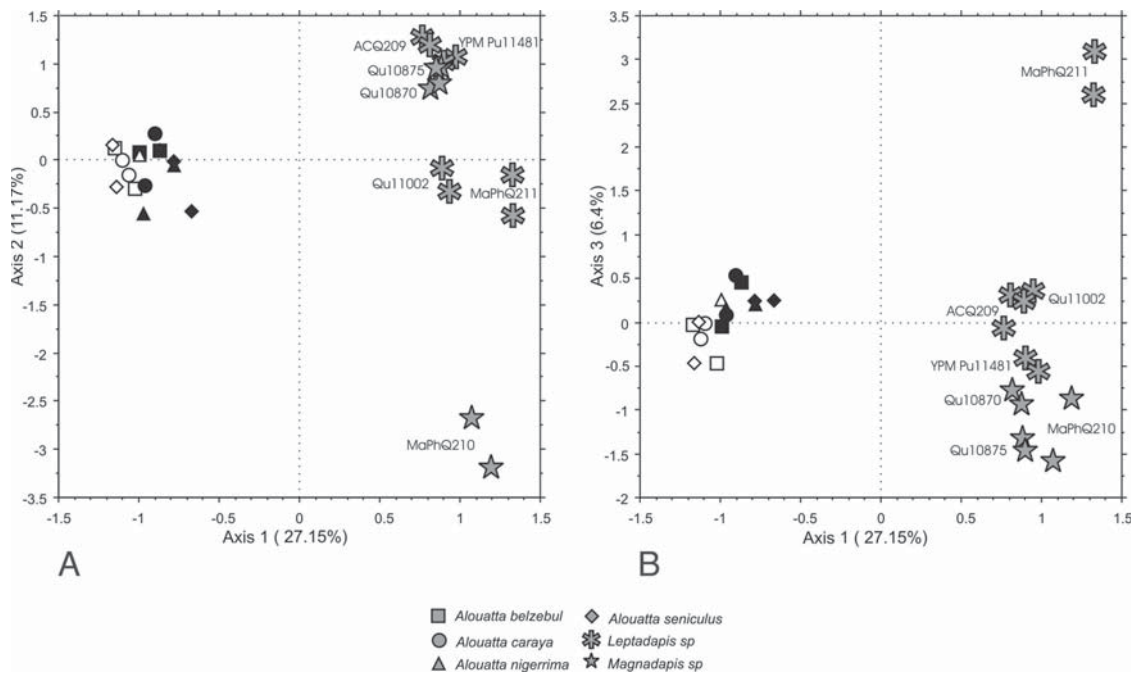 1.5
1
0.5
0
-0.5
-1
-1.5
-2
-2.5
-3
-3.5
Axis 2 (11.17%)
ACQ209
YPM Pu11481
Qu10875
Qu10870
Qu11002
MaPhQ211
MaPhQ210
-1.5 -1 -0.5 0 0.5 1 1.5
Axis 1 ( 27.15%)
A
3.5
3
2.5
2
1.5
1
0.5
0
-0.5
-1
-1.5
-2
Axis 3 (6.4%)
MaPhQ211
Qu11002
ACQ209
YPM Pu11481
Qu10870
MaPhQ210
Qu10875
-1.5 -1 -0.5 0 0.5 1 1.5
Axis 1 ( 27.15%)
B
Alouatta belzebul
Alouatta caraya
Alouatta nigerrima
Alouatta seniculus
Leptadapis sp
Magnadapis sp